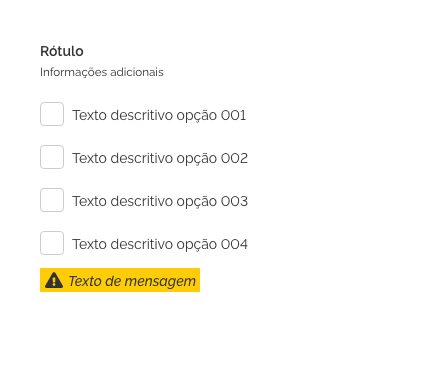 Rótulo
Informações adicionais
Texto descritivo opção 001
Texto descritivo opção 002
Texto descritivo opção 003
Texto descritivo opção 004
Texto de mensagem